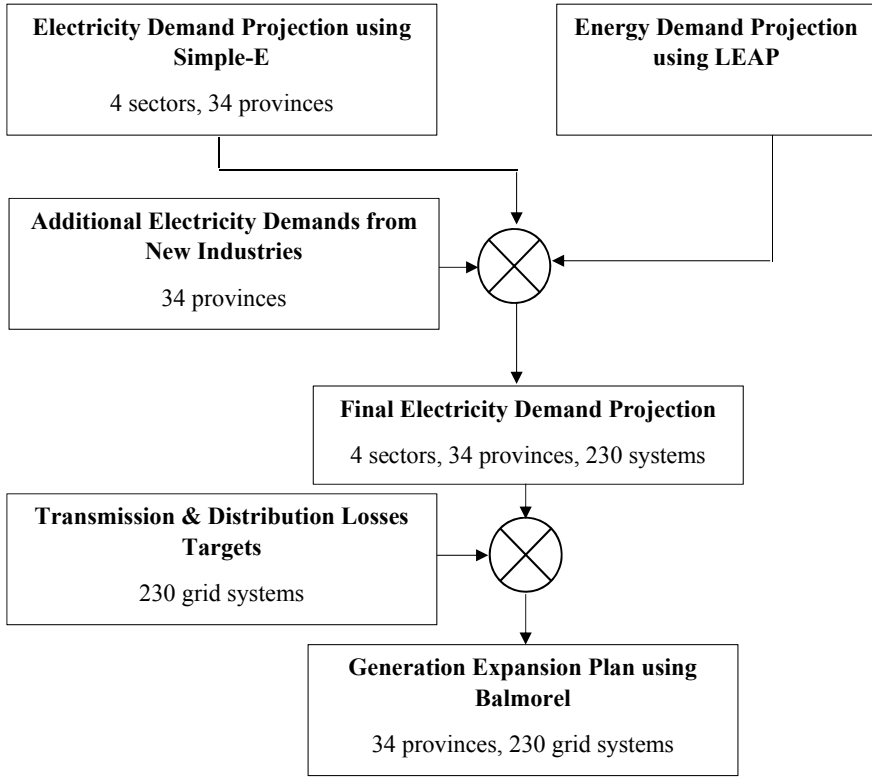 Electricity Demand Projection using
Simple-E
4 sectors, 34 provinces
Energy Demand Projection
using LEAP
Additional Electricity Demands from
New Industries
34 provinces
Final Electricity Demand Projection
4 sectors, 34 provinces, 230 systems
Transmission & Distribution Losses
Targets
230 grid systems
Generation Expansion Plan using
Balmorel
34 provinces, 230 grid systems